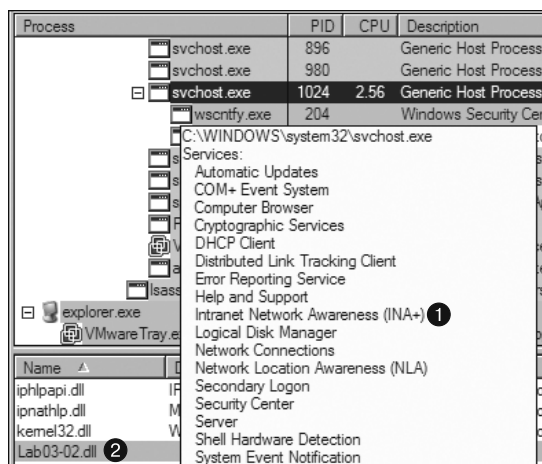 Process PID CPU Description
svchost.exe 896 Generic Host Process
svchost.exe 980 Generic Host Process
svchost.exe 1024 2.56 Generic Host Process
wscntfy.exe 204 Windows Security Cer
C:\WINDOWS\system32\svchost.exe
Services:
Automatic Updates
COM+ Event System
Computer Browser
Cryptographic Services
DHCP Client
Distributed Link Tracking Client
Error Reporting Service
Help and Support
Intranet Network Awareness (INA+) 1
Logical Disk Manager
Network Connections
Network Location Awareness (NLA)
Secondary Logon
Security Center
Server
Shell Hardware Detection
System Event Notification
lsass
explorer.exe
VMwareTray.e
Name
iphlpapi.dll IF
ipnathlp.dll M
kernel32.dll W
Lab03-02.dll 2